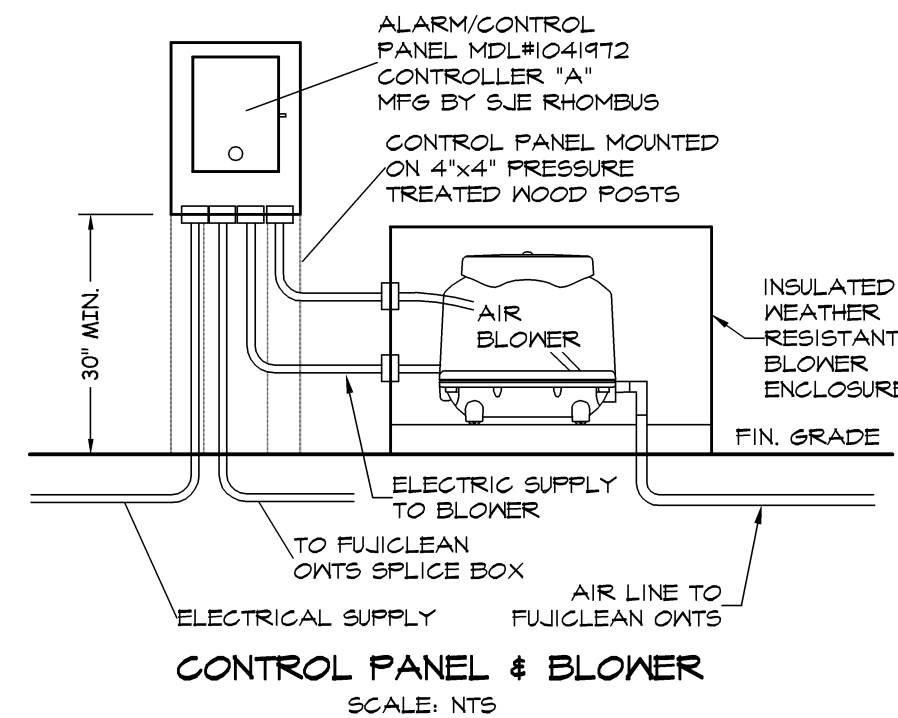 ALARM/CONTROL
PANEL MDL#1041972
CONTROLLER "A"
MFG BY SJE RHOMBUS
CONTROL PANEL MOUNTED
ON 4"x4" PRESSURE
TREATED WOOD POSTS
30" MIN.
AIR
BLOWER
INSULATED
WEATHER
RESISTANT
BLOWER
ENCLOSURE
FIN. GRADE
ELECTRIC SUPPLY
TO BLOWER
TO FUJICLEAN
OWTS SPLICE BOX
AIR LINE TO
FUJICLEAN OWTS
ELECTRICAL SUPPLY
CONTROL PANEL & BLOWER
SCALE: NTS